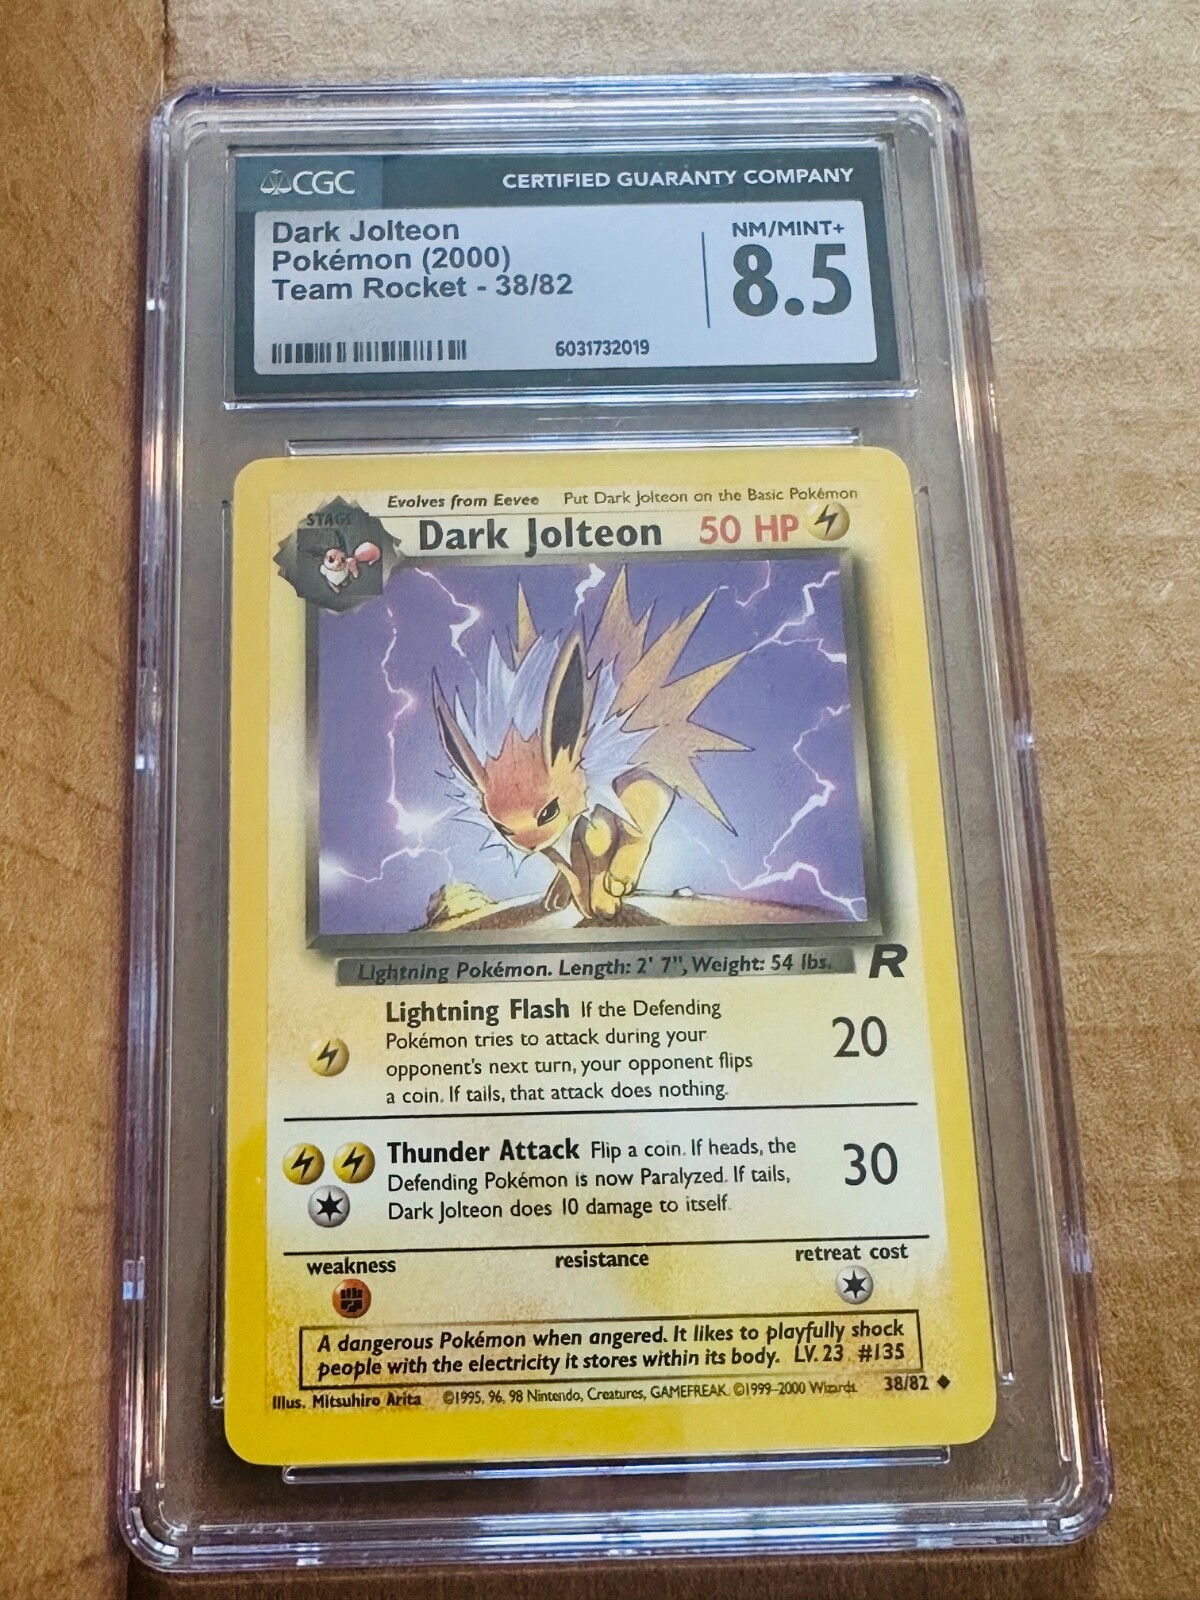 CGC
CERTIFIED GUARANTY COMPANY
Dark Jolteon
Pokémon (2000)
Team Rocket - 38/82
NM/MINT+
8.5
6031732019
STAGE 1
Evolves from Eevee Put Dark Jolteon on the Basic Pokémon
Dark Jolteon 50 HP
Lightning Pokémon. Length: 2' 7", Weight: 54 lbs.
R
Lightning Flash If the Defending
Pokémon tries to attack during your
opponent's next turn, your opponent flips
a coin. If tails, that attack does nothing.
20
Thunder Attack Flip a coin. If heads, the
Defending Pokémon is now Paralyzed. If tails,
Dark Jolteon does 10 damage to itself.
30
weakness resistance retreat cost
A dangerous Pokémon when angered. It likes to playfully shock
people with the electricity it stores within its body. LV. 23 #135
Illus. Mitsuhiro Arita ©1995, 96, 98 Nintendo, Creatures, GAMEFREAK. ©1999-2000 Wizards. 38/82